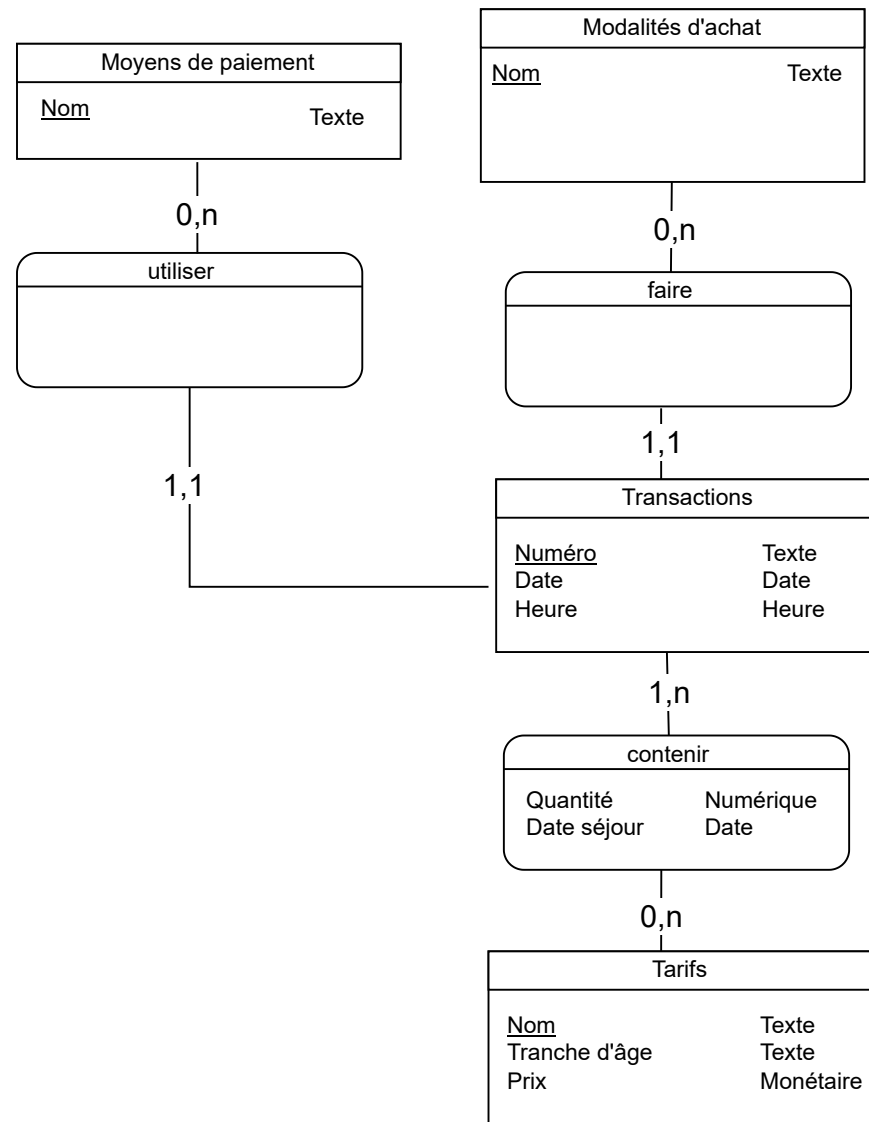 Modalités d'achat
Nom Texte
Moyens de paiement
Nom Texte
0,n
0,n
utiliser
faire
1,1
1,1
Transactions
Numéro Texte
Date Date
Heure Heure
1,n
contenir
Quantité Numérique
Date séjour Date
0,n
Tarifs
Nom Texte
Tranche d'âge Texte
Prix Monétaire